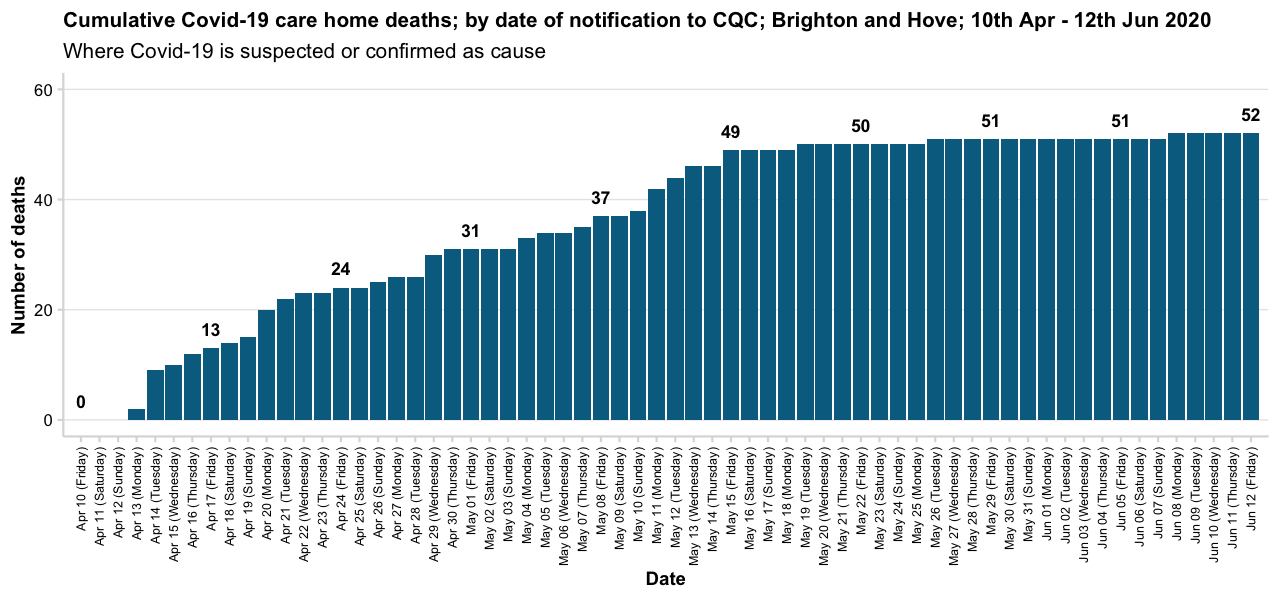 Cumulative Covid-19 care home deaths; by date of notification to CQC; Brighton and Hove; 10th Apr - 12th Jun 2020
Where Covid-19 is suspected or confirmed as cause
Number of deaths
60
40
20
0
0
13
24
31
37
49
50
51
51
52
Apr 10 (Friday)
Apr 11 (Saturday)
Apr 12 (Sunday)
Apr 13 (Monday)
Apr 14 (Tuesday)
Apr 15 (Wednesday)
Apr 16 (Thursday)
Apr 17 (Friday)
Apr 18 (Saturday)
Apr 19 (Sunday)
Apr 20 (Monday)
Apr 21 (Tuesday)
Apr 22 (Wednesday)
Apr 23 (Thursday)
Apr 24 (Friday)
Apr 25 (Saturday)
Apr 26 (Sunday)
Apr 27 (Monday)
Apr 28 (Tuesday)
Apr 29 (Wednesday)
Apr 30 (Thursday)
May 01 (Friday)
May 02 (Saturday)
May 03 (Sunday)
May 04 (Monday)
May 05 (Tuesday)
May 06 (Wednesday)
May 07 (Thursday)
May 08 (Friday)
May 09 (Saturday)
May 10 (Sunday)
May 11 (Monday)
May 12 (Tuesday)
May 13 (Wednesday)
May 14 (Thursday)
May 15 (Friday)
May 16 (Saturday)
May 17 (Sunday)
May 18 (Monday)
May 19 (Tuesday)
May 20 (Wednesday)
May 21 (Thursday)
May 22 (Friday)
May 23 (Saturday)
May 24 (Sunday)
May 25 (Monday)
May 26 (Tuesday)
May 27 (Wednesday)
May 28 (Thursday)
May 29 (Friday)
May 30 (Saturday)
May 31 (Sunday)
Jun 01 (Monday)
Jun 02 (Tuesday)
Jun 03 (Wednesday)
Jun 04 (Thursday)
Jun 05 (Friday)
Jun 06 (Saturday)
Jun 07 (Sunday)
Jun 08 (Monday)
Jun 09 (Tuesday)
Jun 10 (Wednesday)
Jun 11 (Thursday)
Jun 12 (Friday)
Date